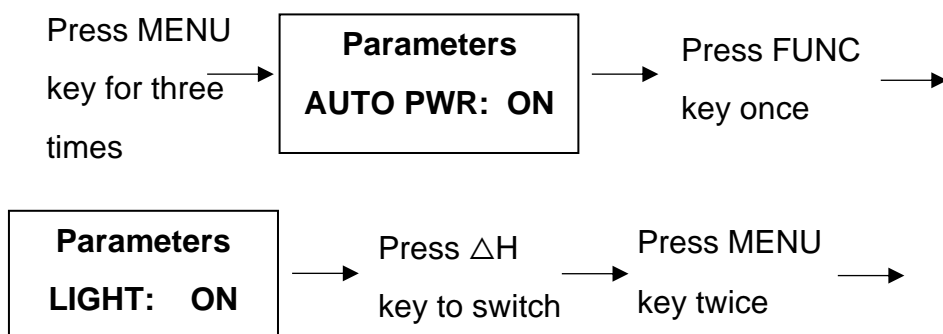 Press MENU
key for three
times
Parameters
AUTO PWR: ON
Press FUNC
key once
Parameters
LIGHT: ON
Press △H
key to switch
Press MENU
key twice